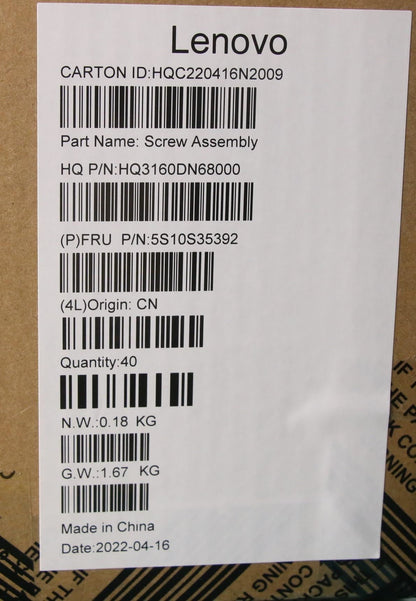 Lenovo
CARTON ID:HQC220416N2009
Part Name: Screw Assembly
HQ P/N:HQ3160DN68000
(P)FRU P/N:5S10S35392
(4L)Origin: CN
Quantity:40
N.W.:0.18 KG
G.W.:1.67 KG
Made in China
Date:2022-04-16